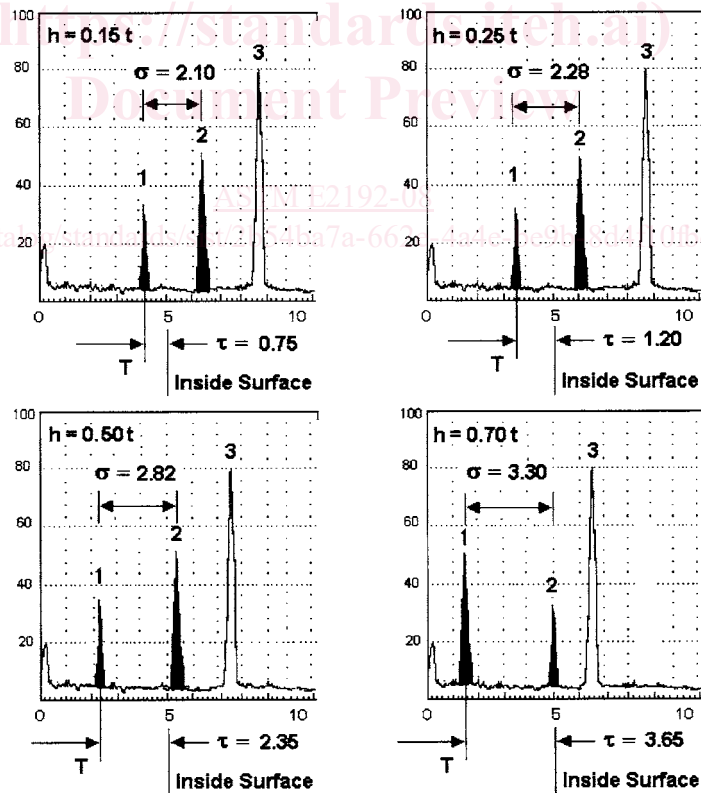 https://standards.iteh.ai)
Document Preview
ASTM E2192-08
100
h = 0.15 t
3
80
σ = 2.10
60
2
1
40
20
0
5
10
T
τ = 0.75
Inside Surface
100
h = 0.25 t
3
80
σ = 2.28
60
2
1
40
20
0
5
10
T
τ = 1.20
Inside Surface
100
h = 0.50 t
3
80
σ = 2.82
60
2
1
40
20
0
5
10
T
τ = 2.35
Inside Surface
100
h = 0.70 t
3
80
σ = 3.30
60
1
2
40
20
0
5
10
T
τ = 3.65
Inside Surface